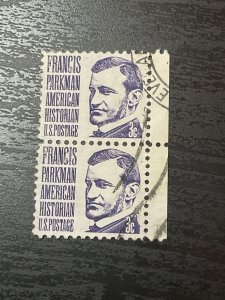 FRANCIS
PARKMAN
AMERICAN
HISTORIAN
U.S. POSTAGE
3c
FRANCIS
PARKMAN
AMERICAN
HISTORIAN
U.S. POSTAGE
3c